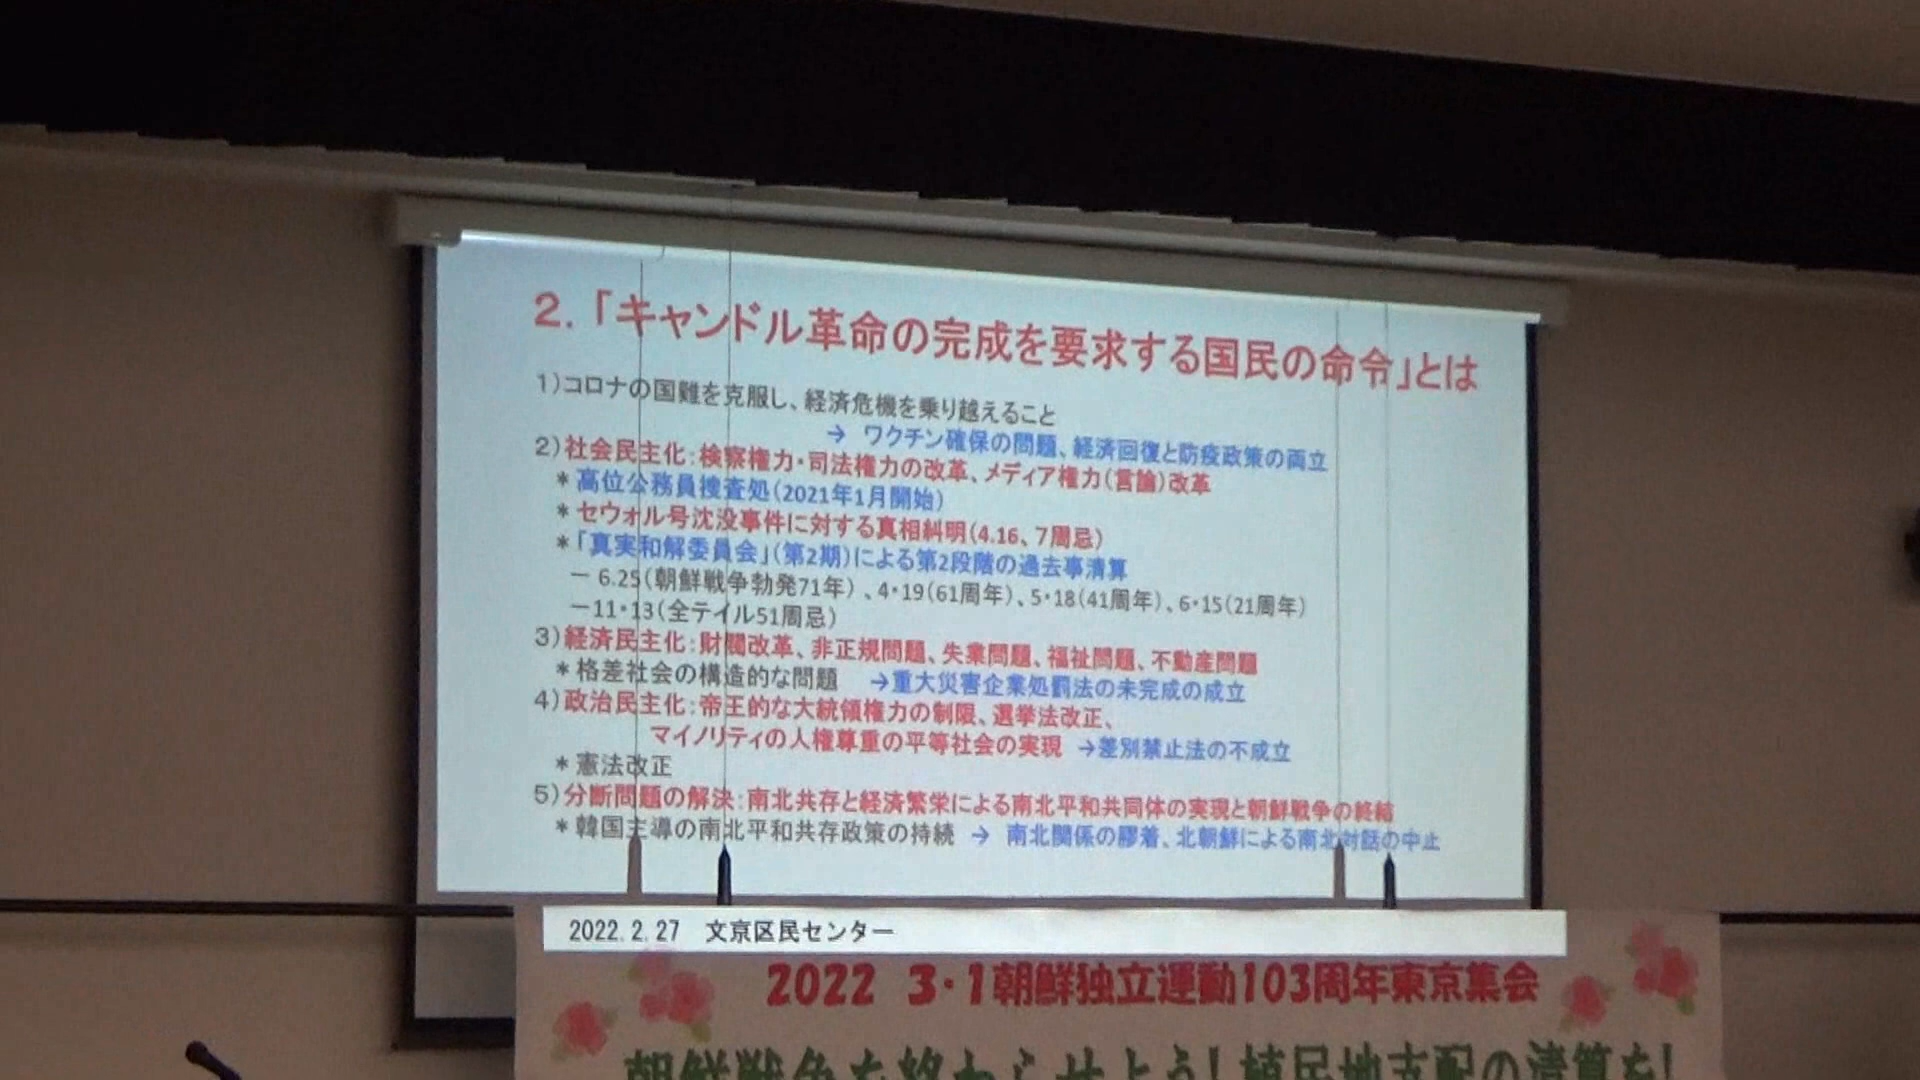 2. 「キャンドル革命の完成を要求する国民の命令」とは
1)コロナの国難を克服し、経済危機を乗り越えること
→ ワクチン確保の問題、経済回復と防疫政策の両立
2)社会民主化:検察権力・司法権力の改革、メディア権力(言論)改革
*高位公務員捜査処(2021年1月開始)
*セウォル号沈没事件に対する真相糾明(4.16、7周忌)
*「真実和解委員会」(第2期)による第2段階の過去事清算
ー 6.25(朝鮮戦争勃発71年)、4・19(61周年)、5・18(41周年)、6・15(21周年)
ー11・13(全テイル51周忌)
3)経済民主化:財閥改革、非正規問題、失業問題、福祉問題、不動産問題
*格差社会の構造的な問題 →重大災害企業処罰法の未完成の成立
4)政治民主化:帝王的な大統領権力の制限、選挙法改正、
マイノリティの人権尊重の平等社会の実現 →差別禁止法の不成立
*憲法改正
5)分断問題の解決:南北共存と経済繁栄による南北平和共同体の実現と朝鮮戦争の終結
*韓国主導の南北平和共存政策の持続 → 南北関係の膠着、北朝鮮による南北対話の中止
2022.2.27 文京区民センター
2022 3・1朝鮮独立運動103周年東京集会
朝鮮戦争を終わらせよう!植民地支配の清算を!